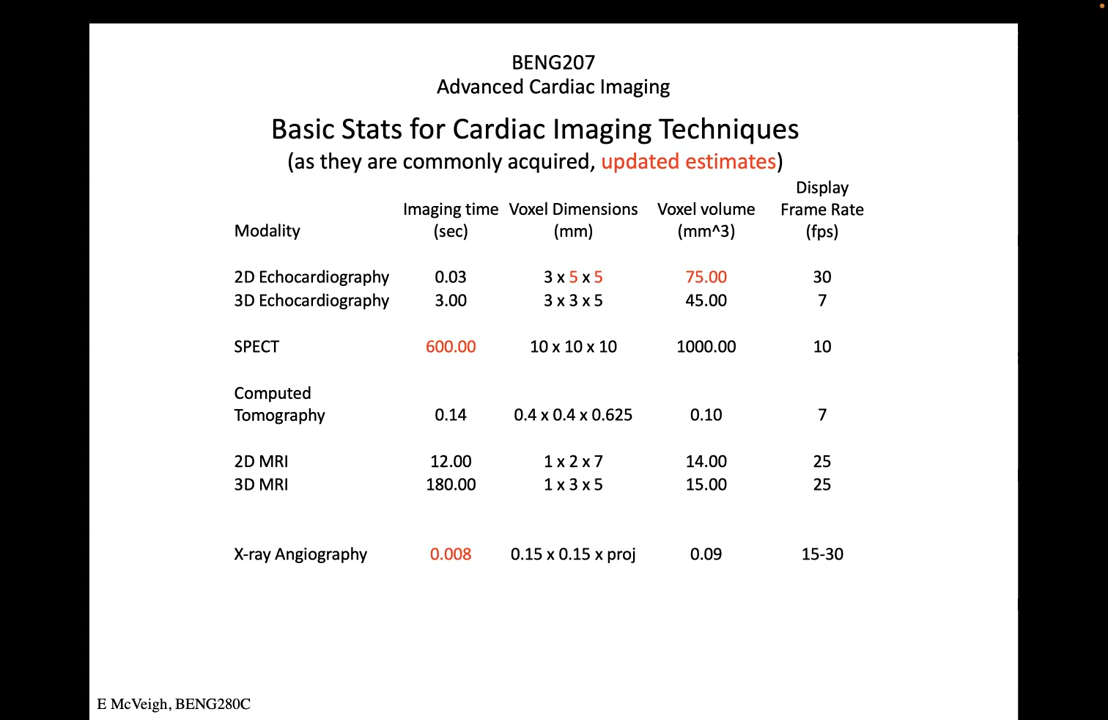 BENG207
Advanced Cardiac Imaging
Basic Stats for Cardiac Imaging Techniques
(as they are commonly acquired, updated estimates)
Modality Imaging time (sec) Voxel Dimensions (mm) Voxel volume (mm^3) Display Frame Rate (fps)
2D Echocardiography 0.03 3 x 5 x 5 75.00 30
3D Echocardiography 3.00 3 x 3 x 5 45.00 7
SPECT 600.00 10 x 10 x 10 1000.00 10
Computed
Tomography 0.14 0.4 x 0.4 x 0.625 0.10 7
2D MRI 12.00 1 x 2 x 7 14.00 25
3D MRI 180.00 1 x 3 x 5 15.00 25
X-ray Angiography 0.008 0.15 x 0.15 x proj 0.09 15-30
E McVeigh, BENG280C